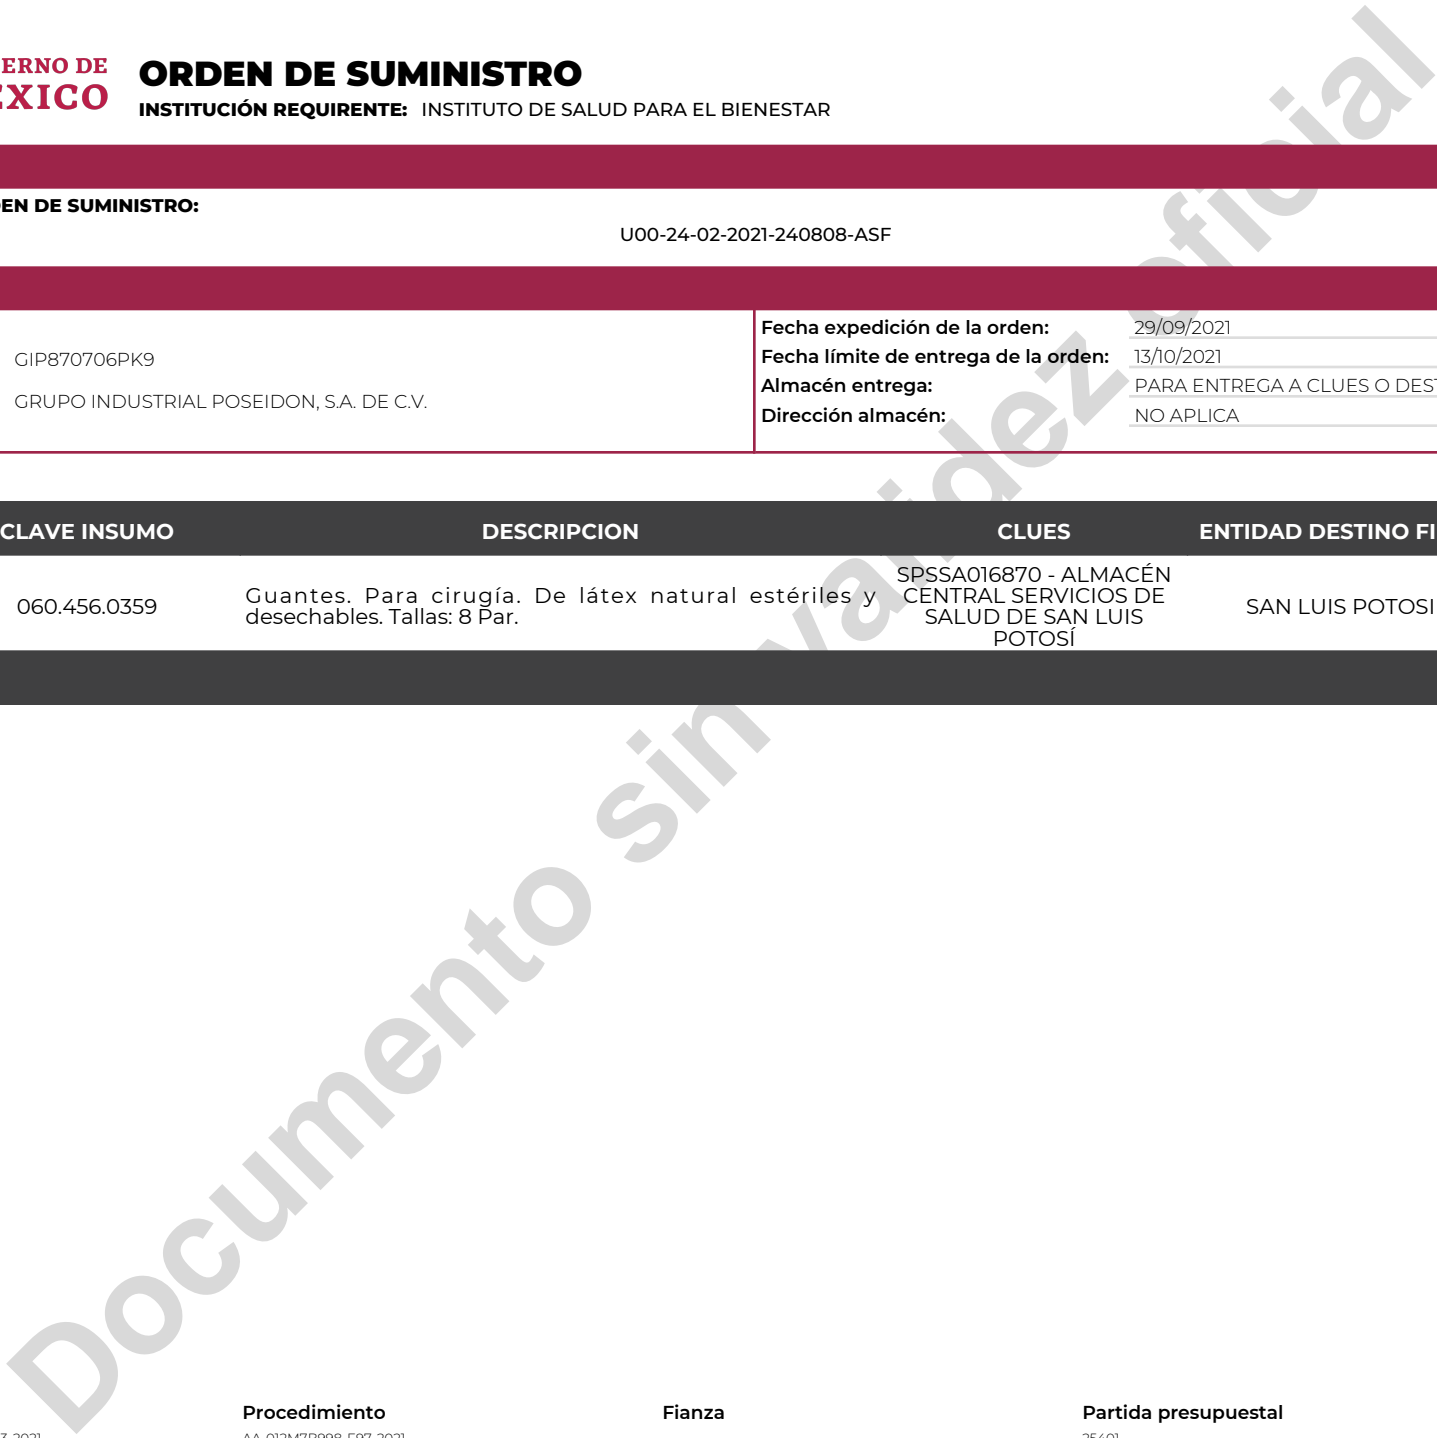 ERNO DE
EXICO
ORDEN DE SUMINISTRO
INSTITUCIÓN REQUIRENTE: INSTITUTO DE SALUD PARA EL BIENESTAR
EN DE SUMINISTRO:
U00-24-02-2021-240808-ASF
GIP870706PK9
GRUPO INDUSTRIAL POSEIDON, S.A. DE C.V.
Fecha expedición de la orden: 29/09/2021
Fecha límite de entrega de la orden: 13/10/2021
Almacén entrega: PARA ENTREGA A CLUES O DEST
Dirección almacén: NO APLICA
CLAVE INSUMO DESCRIPCION CLUES ENTIDAD DESTINO FI
060.456.0359
Guantes. Para cirugía. De látex natural estériles y
desechables. Tallas: 8 Par.
SPSSA016870 - ALMACÉN
CENTRAL SERVICIOS DE
SALUD DE SAN LUIS
POTOSÍ
SAN LUIS POTOSI
Documento sin validez oficial
Procedimiento Fianza Partida presupuestal